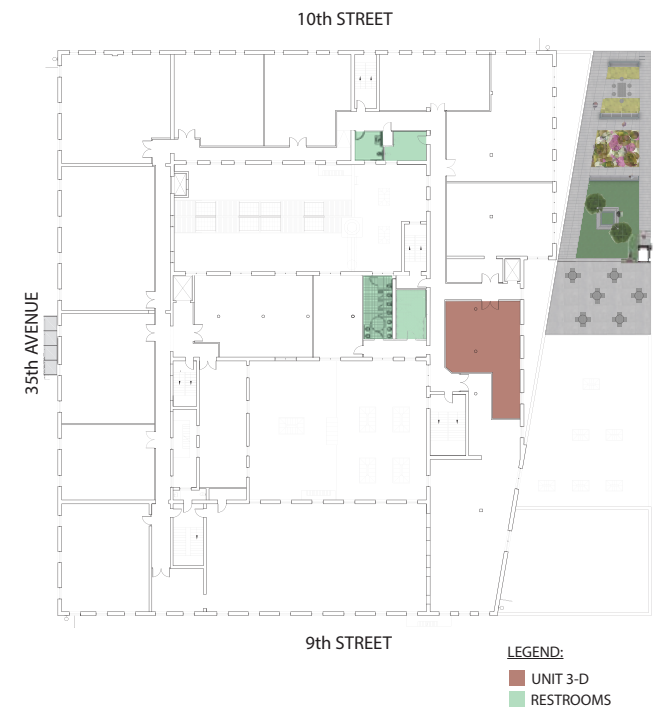 10th STREET
35th AVENUE
9th STREET
LEGEND:
UNIT 3-D
RESTROOMS